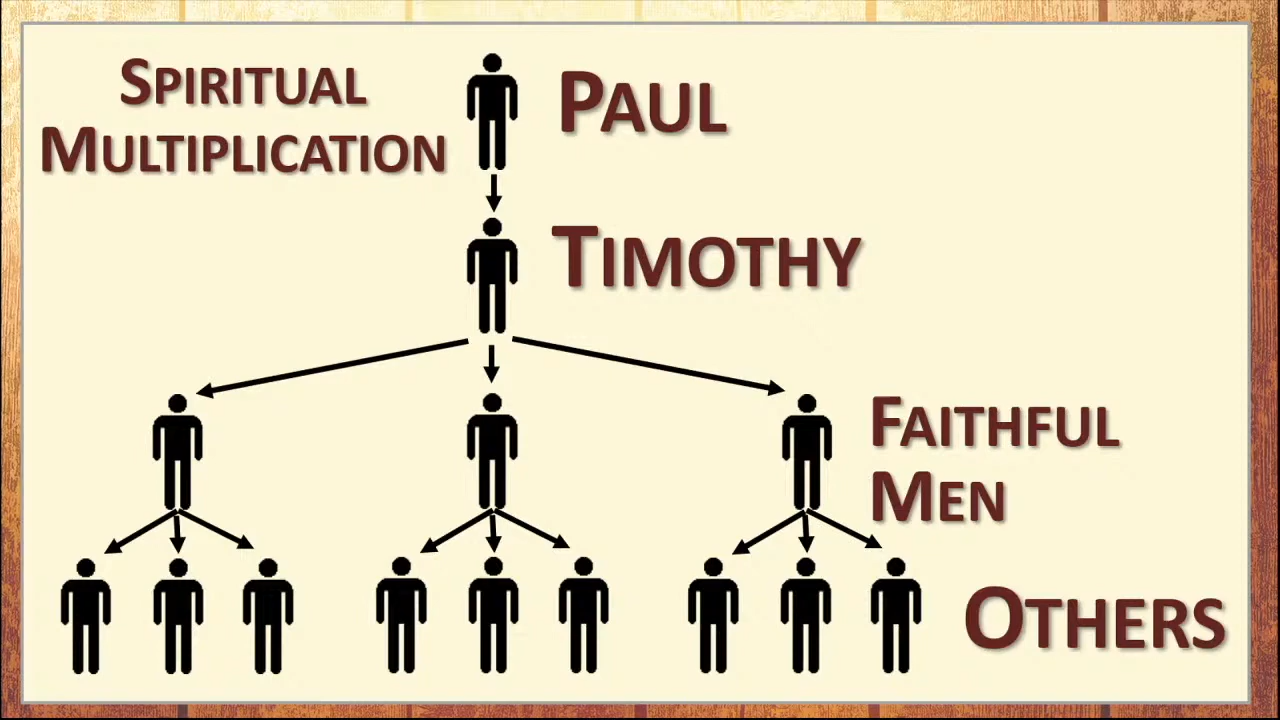 SPIRITUAL
MULTIPLICATION
PAUL
TIMOTHY
FAITHFUL
MEN
OTHERS